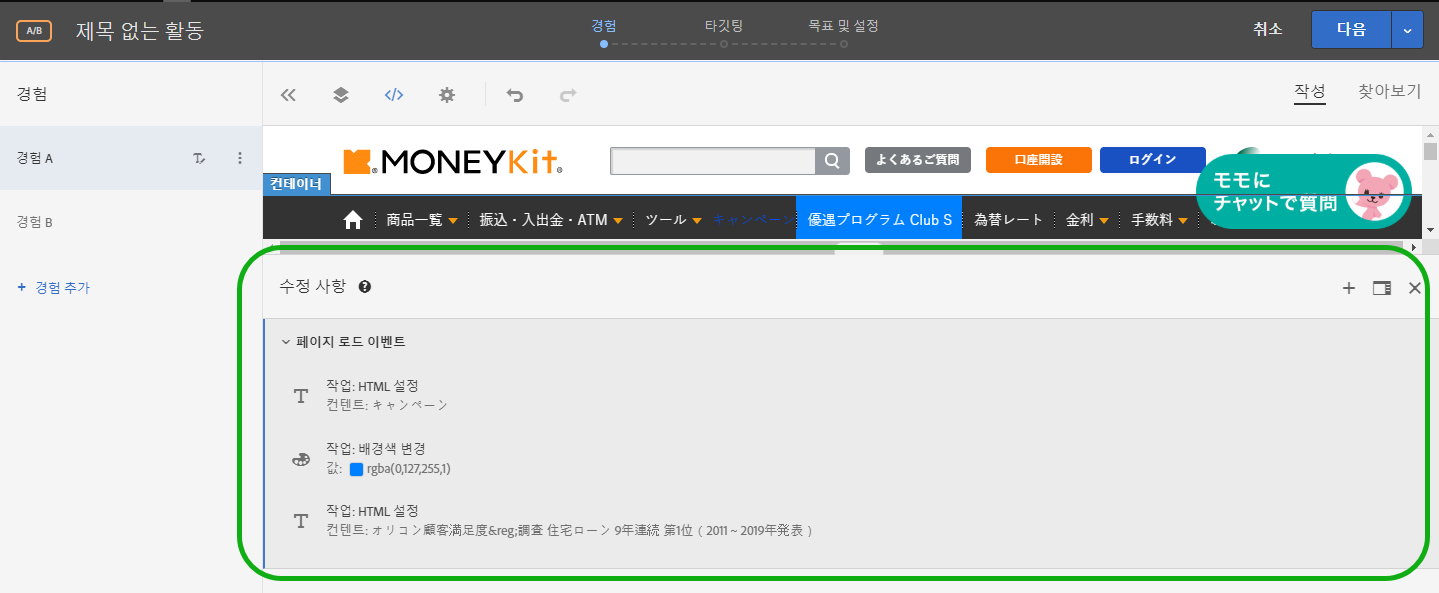 A/B 제목 없는 활동
경험 타깃팅 목표 및 설정
취소 다음
경험
작성 찾아보기
경험 A
경험 B
+ 경험 추가
MONEYKit
よくあるご質問 口座開設 ログイン
컨테이너
モモに
チャットで質問
商品一覧 振込・入出金・ATM ツール キャンペーン 優遇プログラム Club S 為替レート 金利 手数料
수정 사항
페이지 로드 이벤트
작업: HTML 설정
컨텐트: キャンペーン
작업: 배경색 변경
값: rgba(0,127,255,1)
작업: HTML 설정
컨텐트: オリコン顧客満足度&reg;調査 住宅ローン 9年連続 第1位（2011～2019年発表）